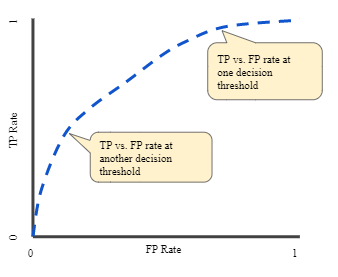 1
TP vs. FP rate at
one decision
threshold
TP Rate
TP vs. FP rate at
another decision
threshold
0
0
FP Rate
1